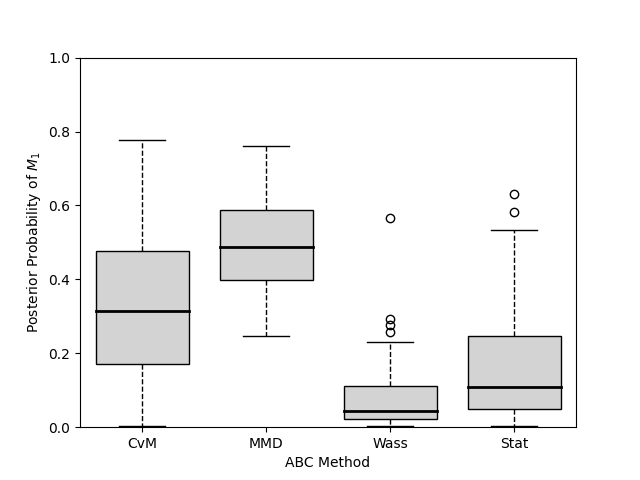 Posterior Probability of M₁
1.0
0.8
0.6
0.4
0.2
0.0
CvM
MMD
Wass
Stat
ABC Method